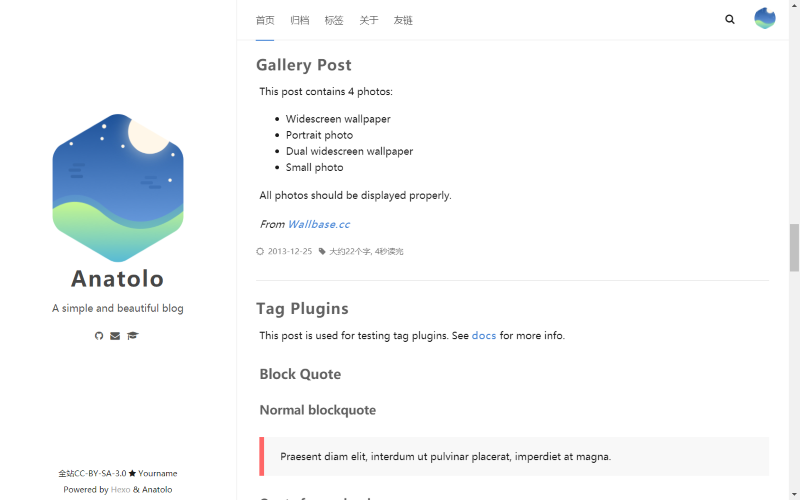 首页 归档 标签 关于 友链
Gallery Post
This post contains 4 photos:
Widescreen wallpaper
Portrait photo
Dual widescreen wallpaper
Small photo
All photos should be displayed properly.
From Wallbase.cc
2013-12-25 大约22个字, 4秒读完
Tag Plugins
This post is used for testing tag plugins. See docs for more info.
Block Quote
Normal blockquote
Praesent diam elit, interdum ut pulvinar placerat, imperdiet at magna.
Anatolo
A simple and beautiful blog
全站CC-BY-SA-3.0 ★ Yourname
Powered by Hexo & Anatolo